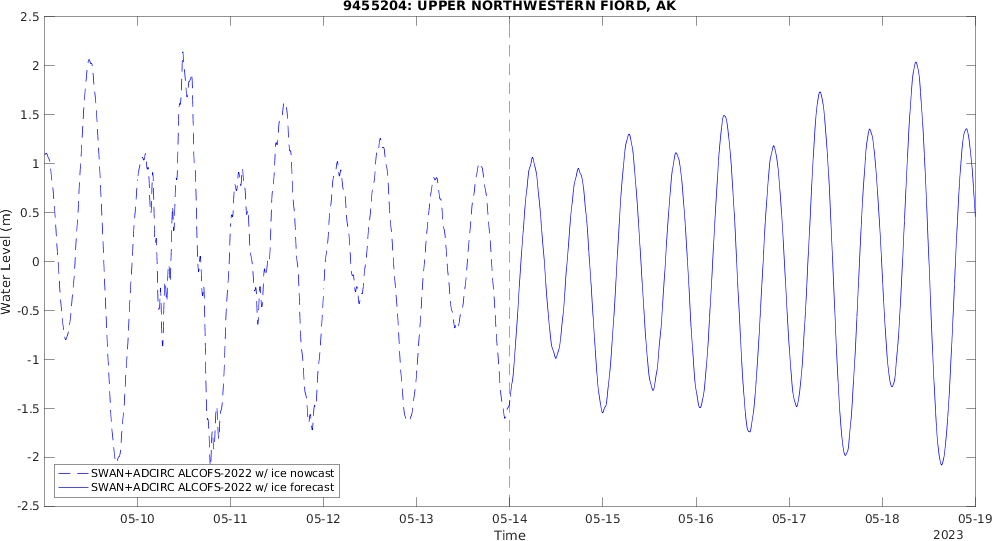 9455204: UPPER NORTHWESTERN FIORD, AK
2.5
2
1.5
1
0.5
0
-0.5
-1
-1.5
-2
-2.5
Water Level (m)
SWAN+ADCIRC ALCOFS-2022 w/ ice nowcast
SWAN+ADCIRC ALCOFS-2022 w/ ice forecast
05-10 05-11 05-12 05-13 05-14 05-15 05-16 05-17 05-18 05-19
Time
2023